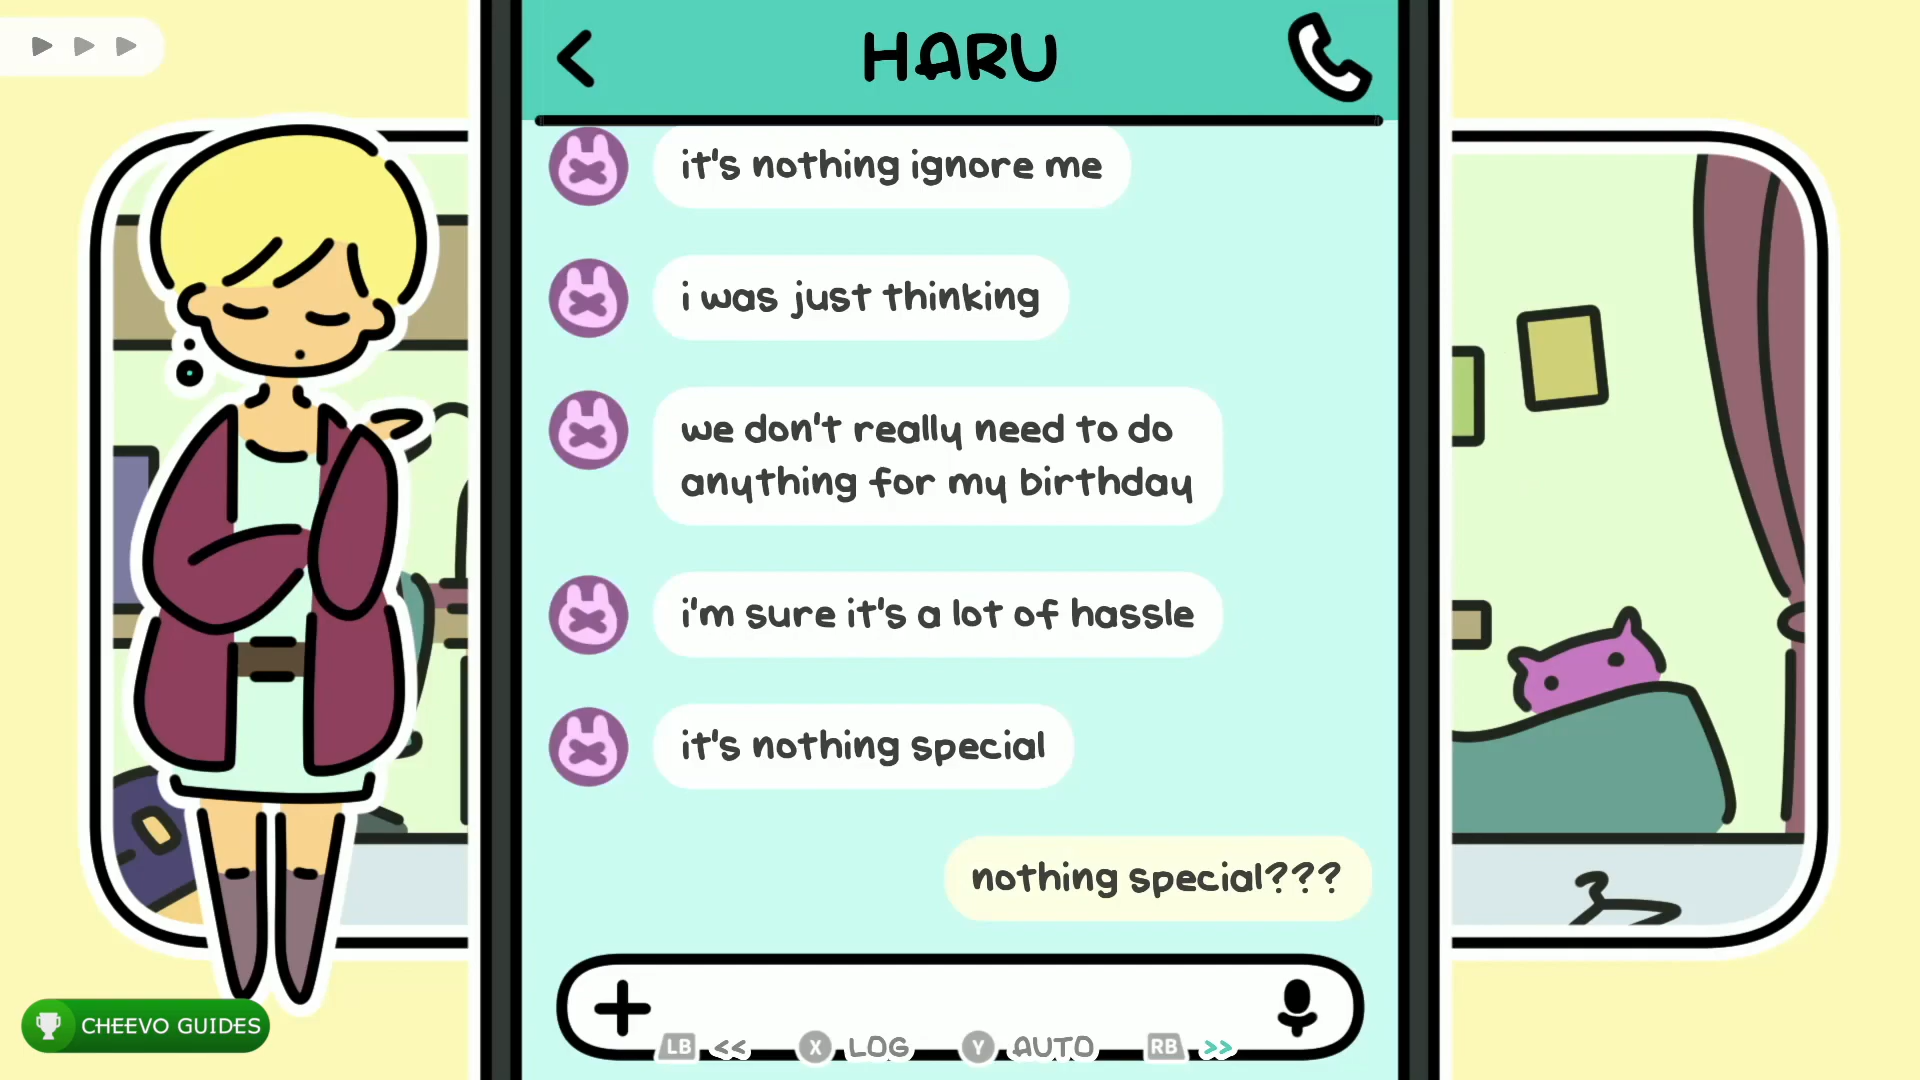 HARU
it's nothing ignore me
i was just thinking
we don't really need to do
anything for my birthday
i'm sure it's a lot of hassle
it's nothing special
nothing special???
CHEEVO GUIDES
LB << X LOG Y AUTO RB >>